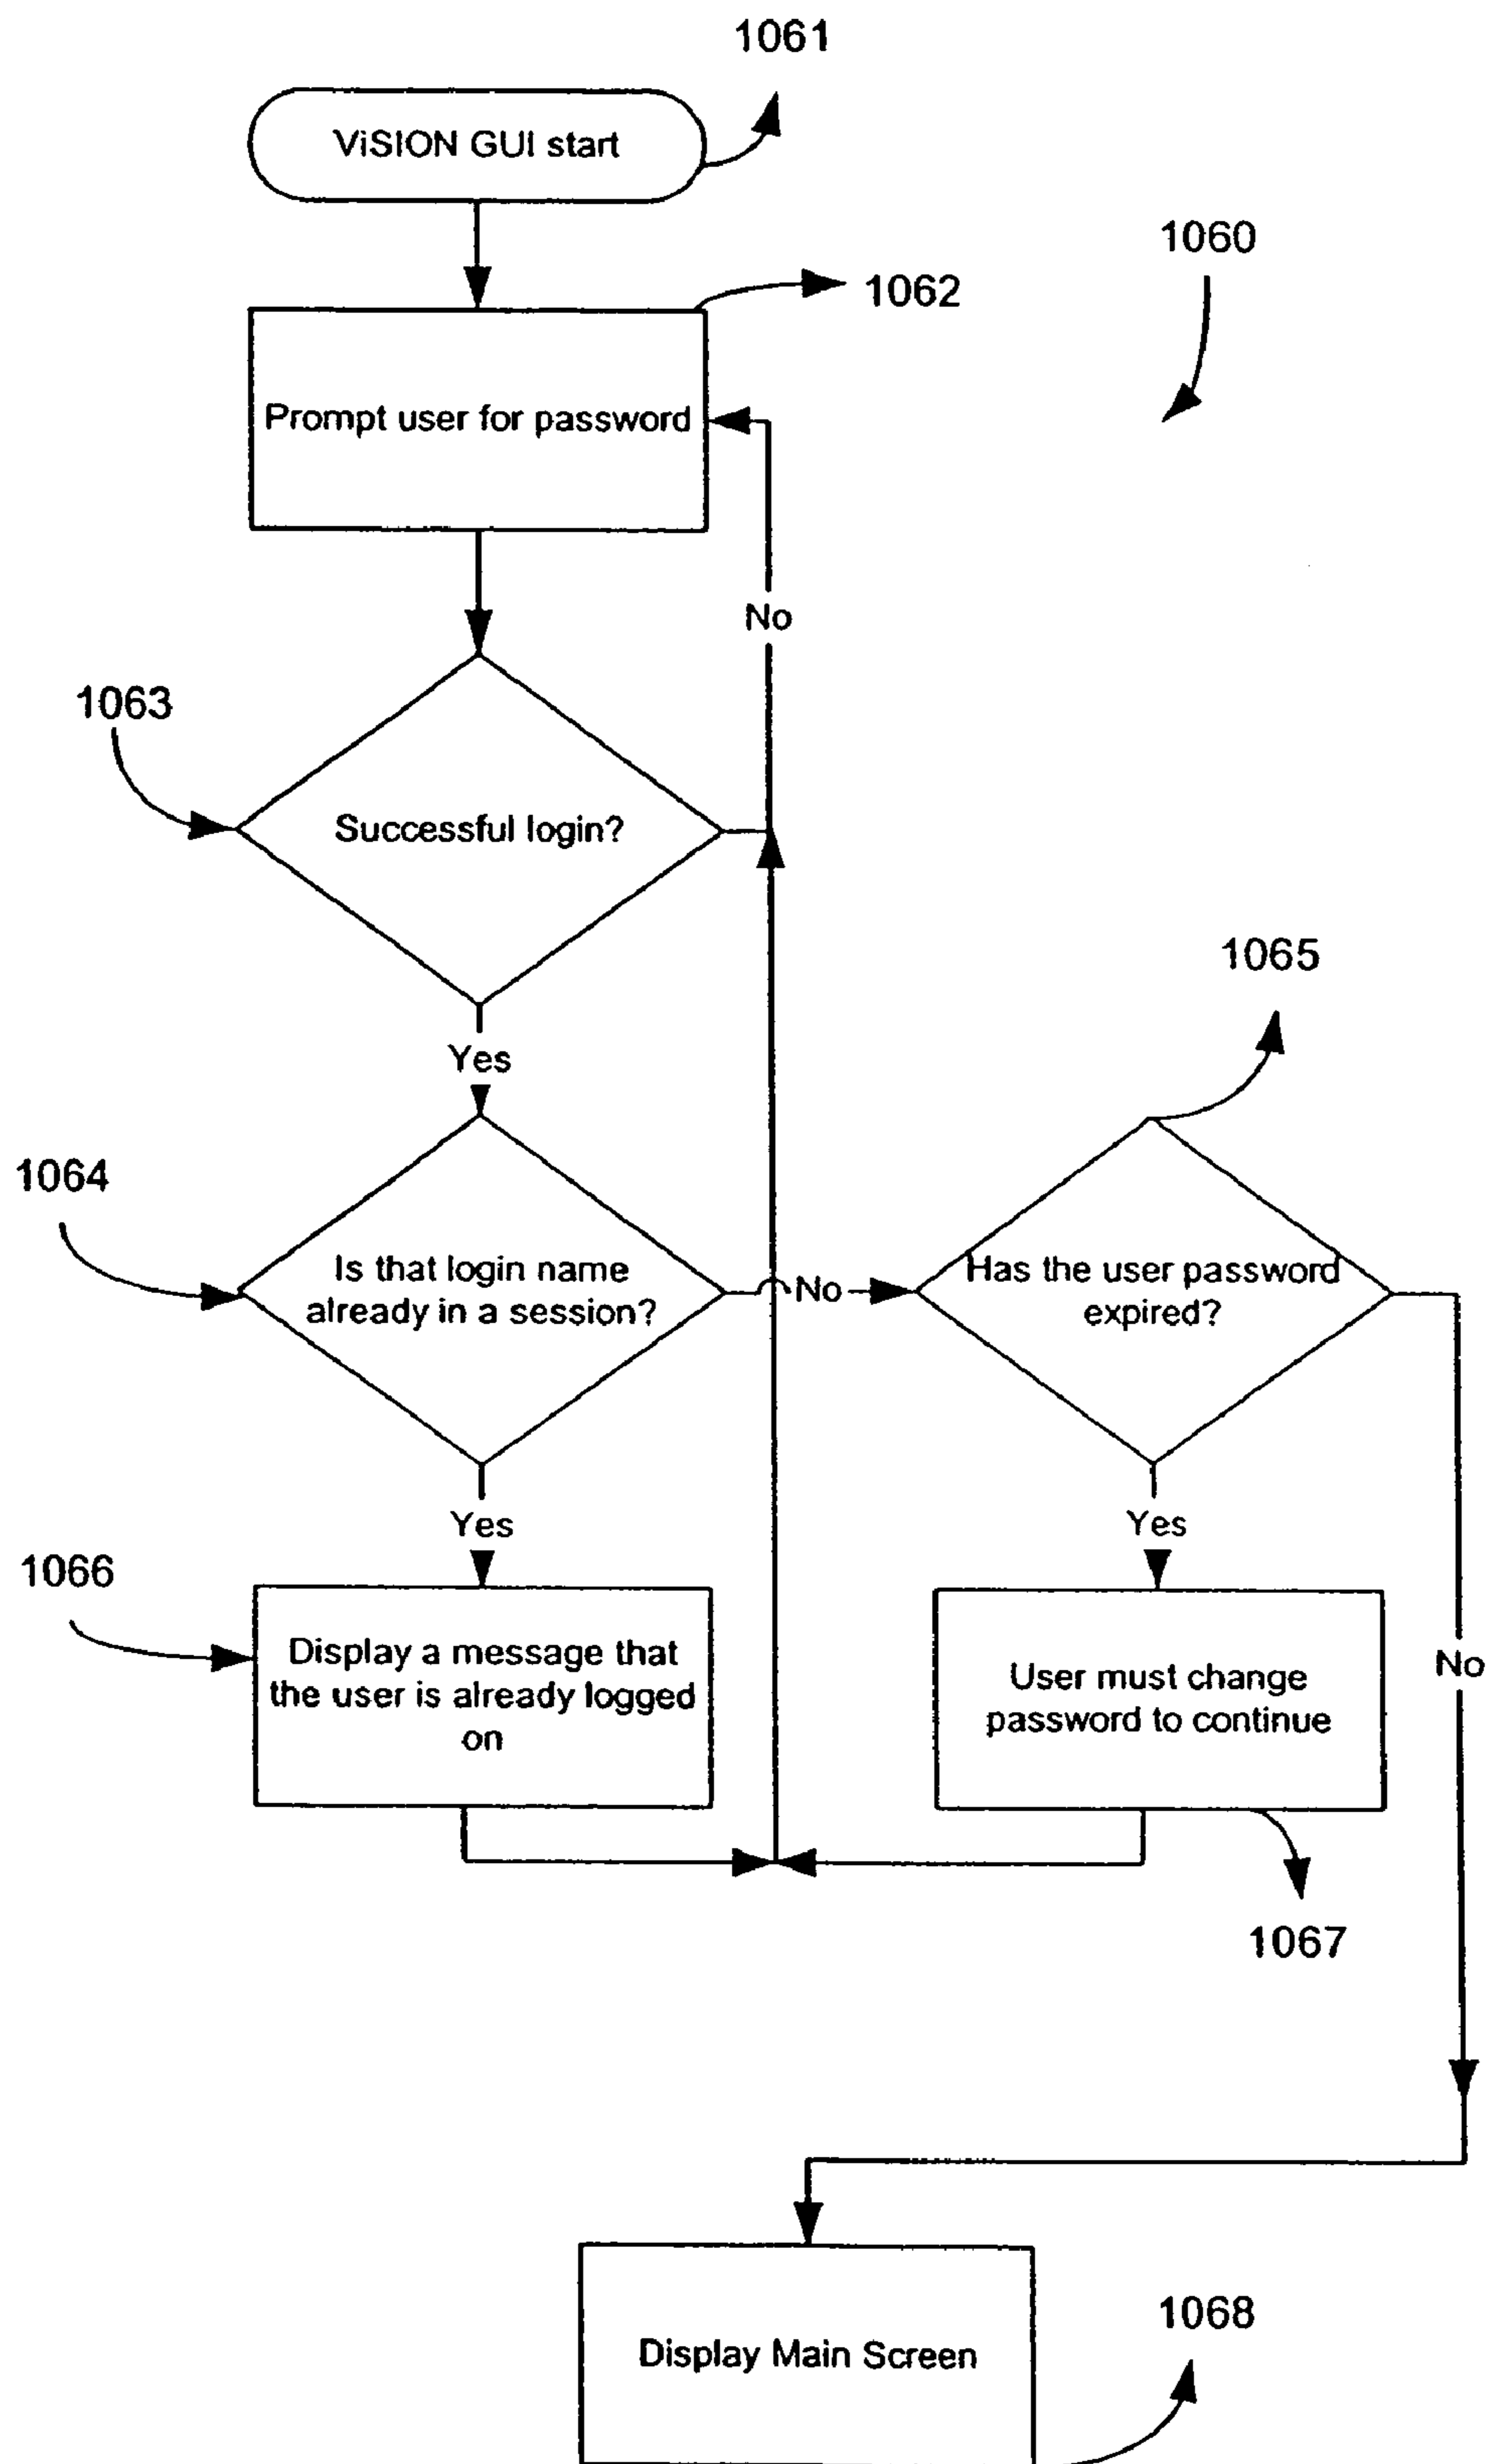 1061
ViSION GUI start
1060
1062
Prompt user for password
No
1063
Successful login?
1065
Yes
1064
Is that login name
already in a session?
No
Has the user password
expired?
Yes
Yes
1066
Display a message that
the user is already logged
on
User must change
password to continue
No
1067
1068
Display Main Screen